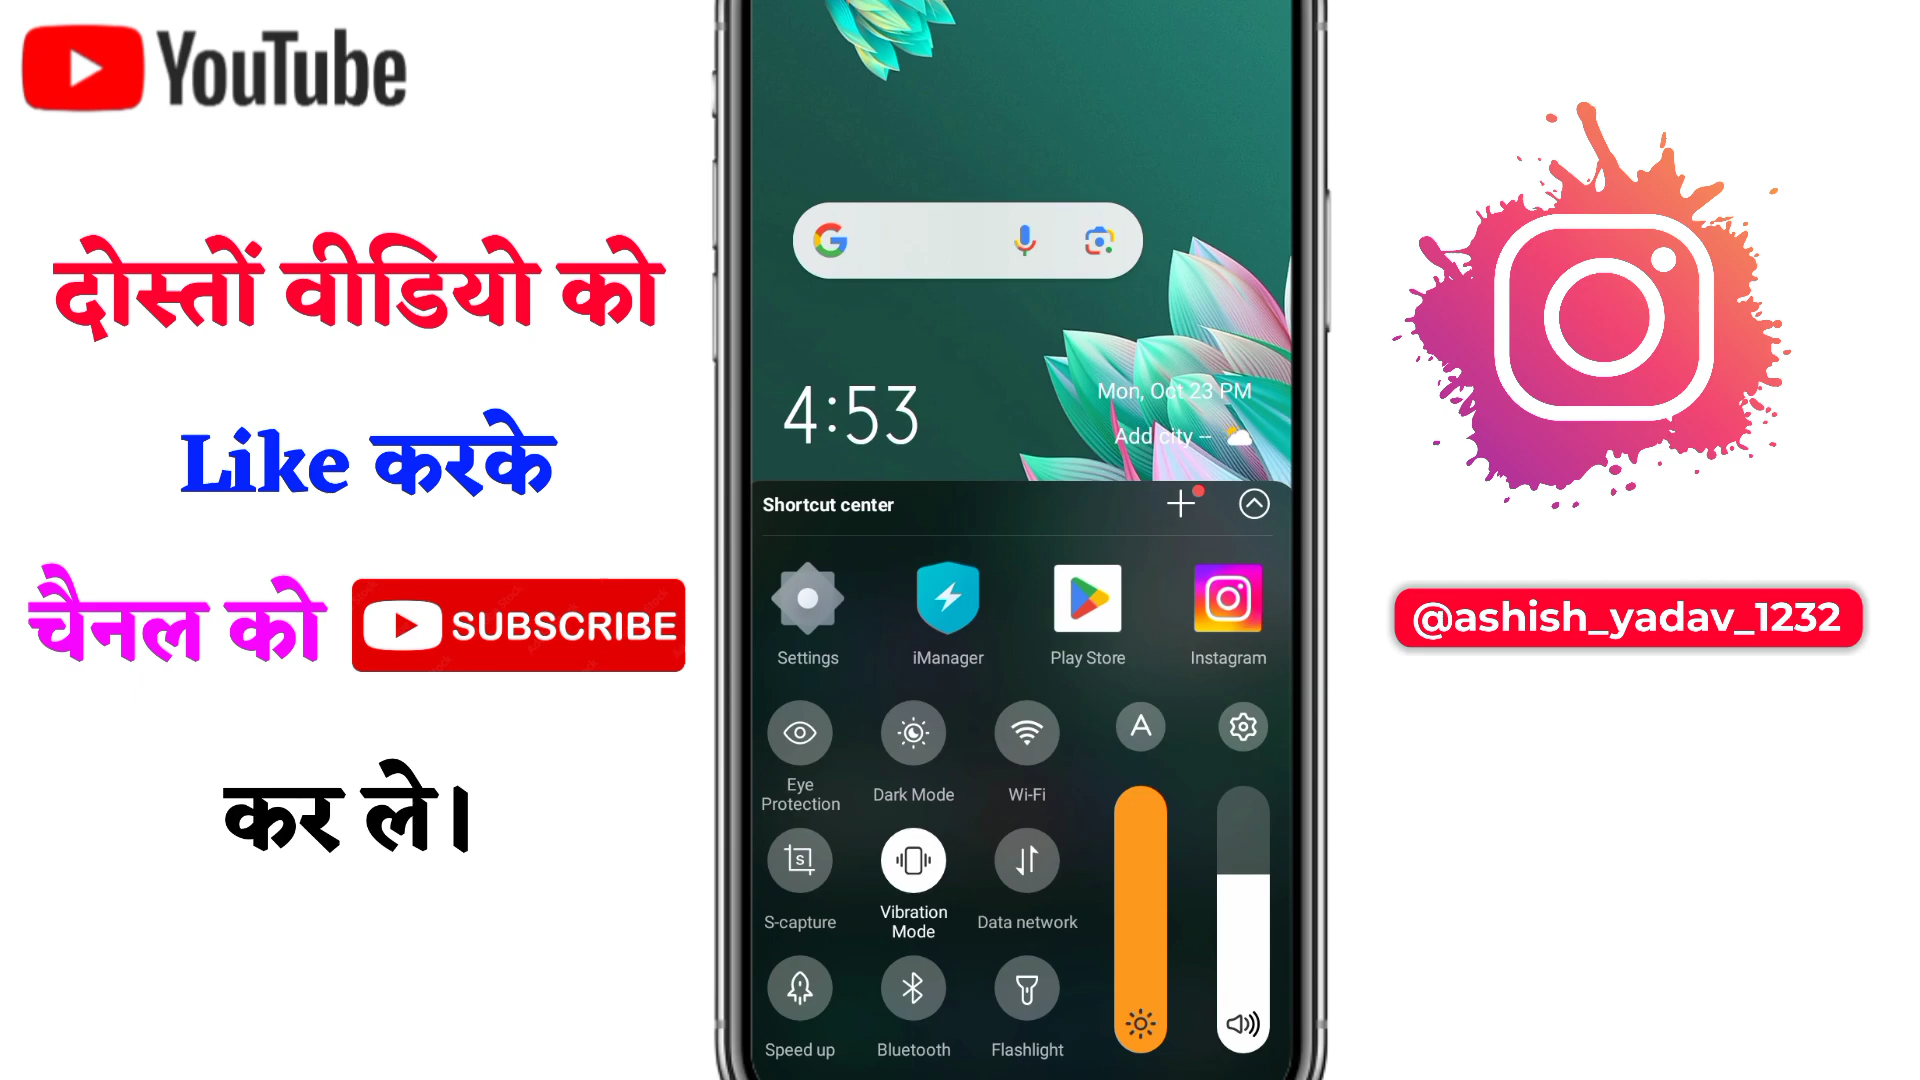 YouTube
दोस्तों वीडियो को
Like करके
चैनल को SUBSCRIBE
कर ले।
4:53
Mon, Oct 23 PM
Add city --
Shortcut center
Settings
iManager
Play Store
Instagram
Eye
Protection
Dark Mode
Wi-Fi
A
S
S-capture
Vibration
Mode
Data network
Speed up
Bluetooth
Flashlight
@ashish_yadav_1232